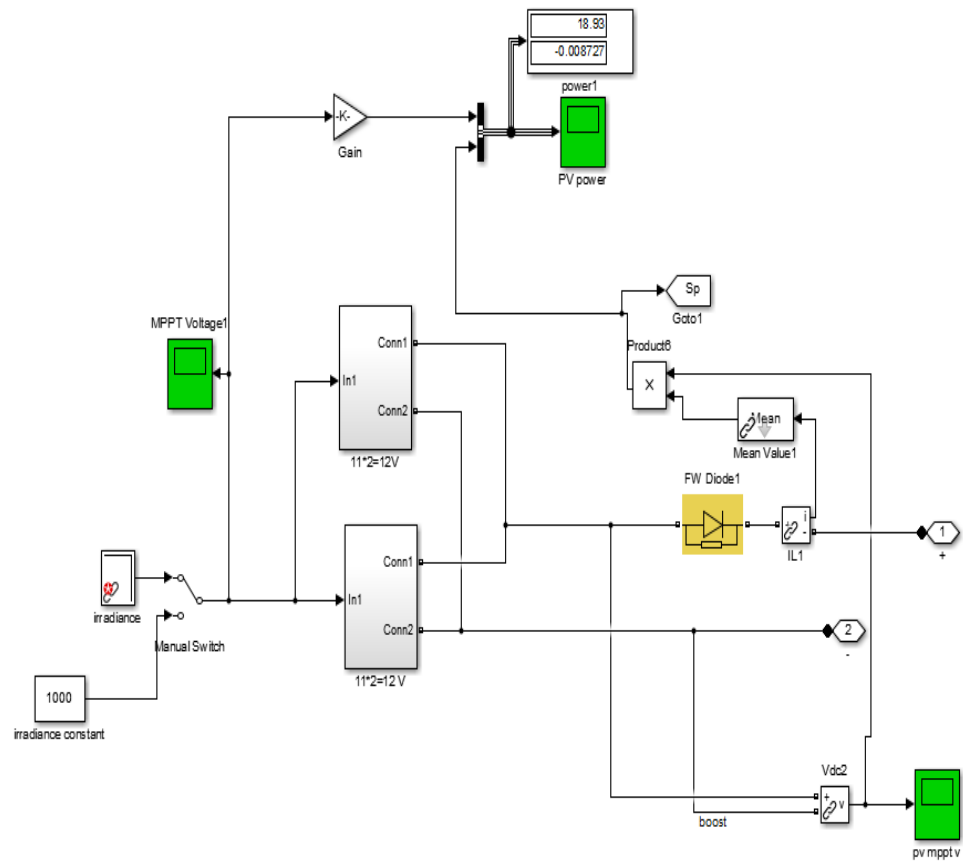 18.93
-0.008727
power1
-K-
Gain
PV power
Sp
Goto1
MPPT Voltage1
Conn1
In1
Conn2
11*2=12V
Product6
X
Mean
Mean Value1
FW Diode1
i
+
-
IL1
1
+
Conn1
In1
Conn2
11*2=12 V
irradiance
Manual Switch
2
-
1000
irradiance constant
Vdc2
+
v
-
boost
pv mppt v